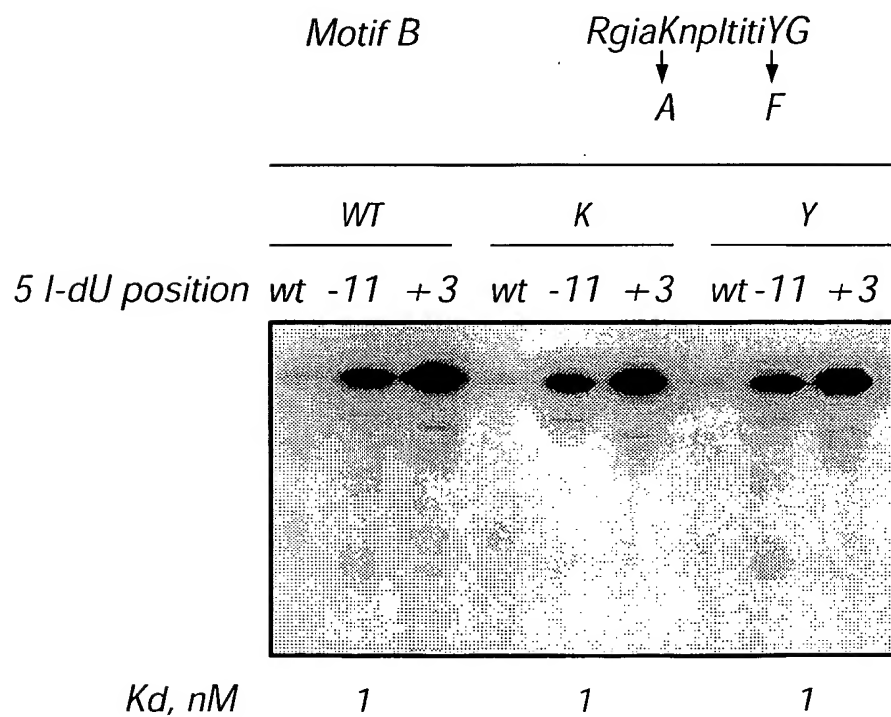 Motif B RgiaKnpltitiYG
A F
WT K Y
5 I-dU position wt -11 +3 wt -11 +3 wt -11 +3
Kd, nM 1 1 1